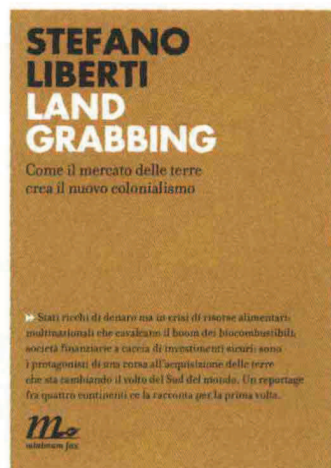 STEFANO
LIBERTI
LAND
GRABBING
Come il mercato delle terre
crea il nuovo colonialismo
Stati ricchi di denaro ma in crisi di risorse alimentari;
multinazionali che cavalcano il boom dei biocombustibili;
società finanziarie a caccia di investimenti sicuri: sono
i protagonisti di una corsa all'acquisizione delle terre
che sta cambiando il volto del Sud del mondo. Un reportage
fra quattro continenti ce la racconta per la prima volta.
minimum fax